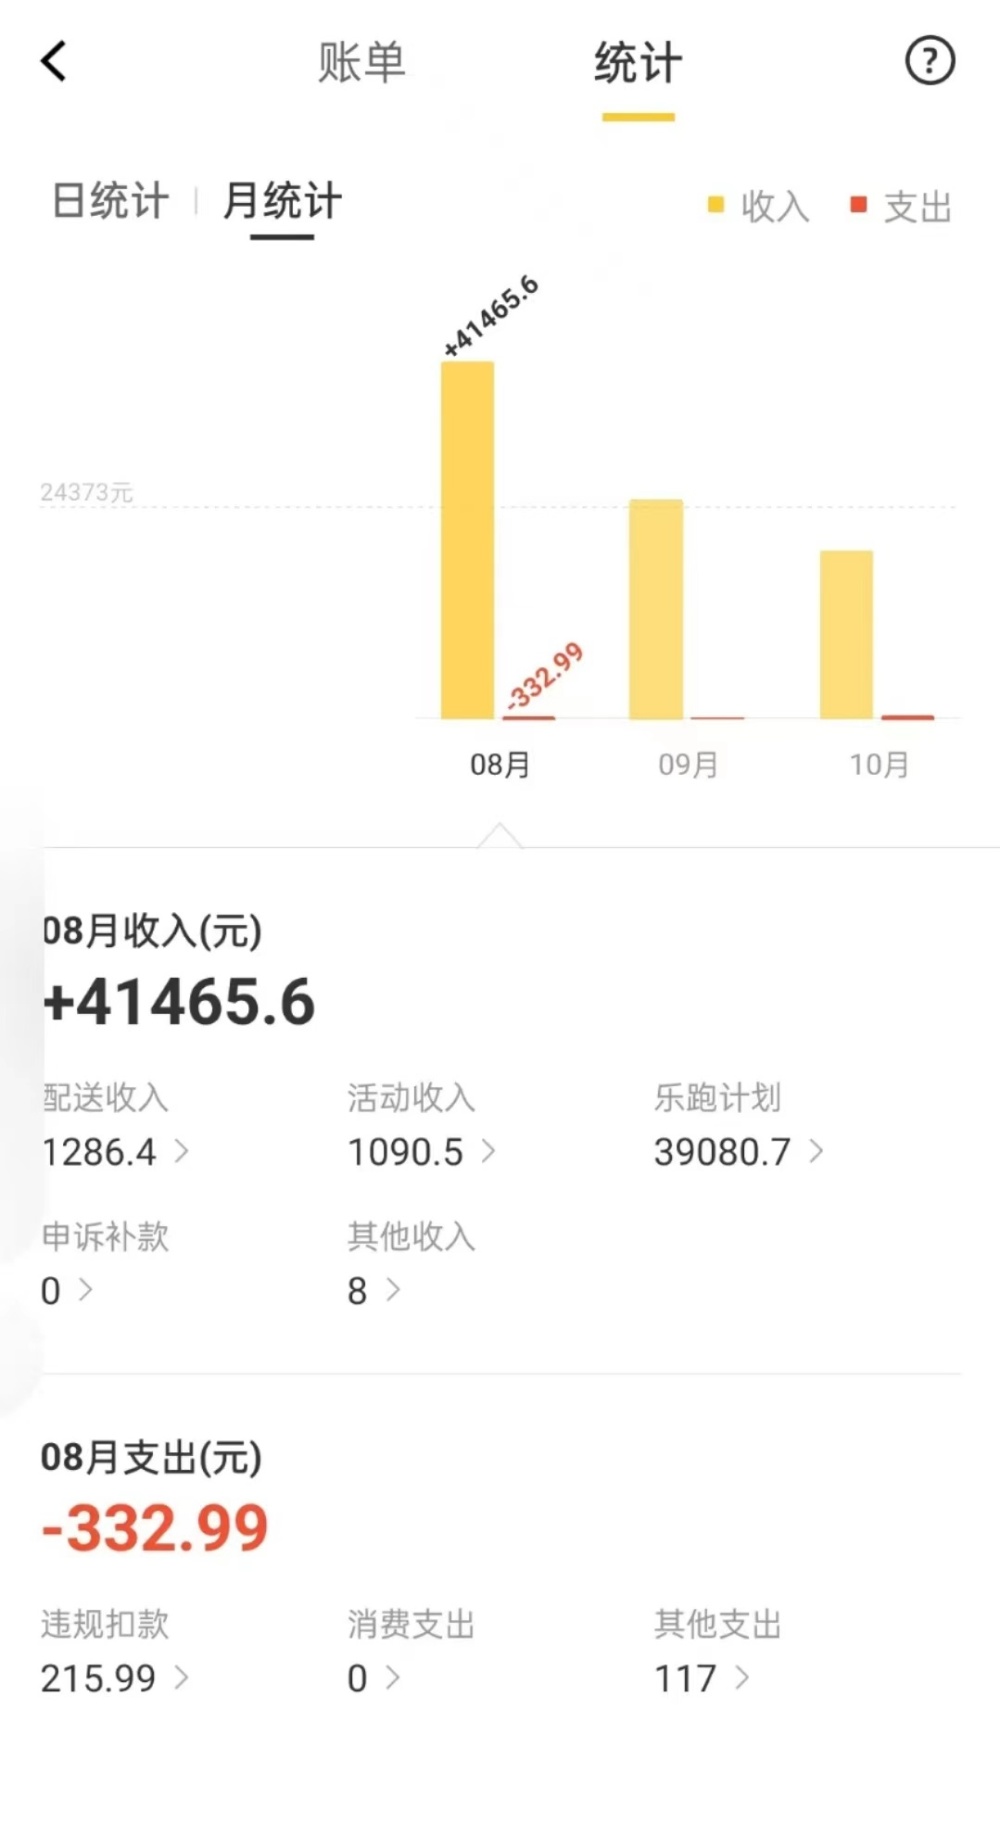 账单 统计 ?
日统计 月统计 收入 支出
+41465.6
24373元
-332.99
08月 09月 10月
08月收入(元)
+41465.6
配送收入 活动收入 乐跑计划
1286.4 1090.5 39080.7
申诉补款 其他收入
0 8
08月支出(元)
-332.99
违规扣款 消费支出 其他支出
215.99 0 117